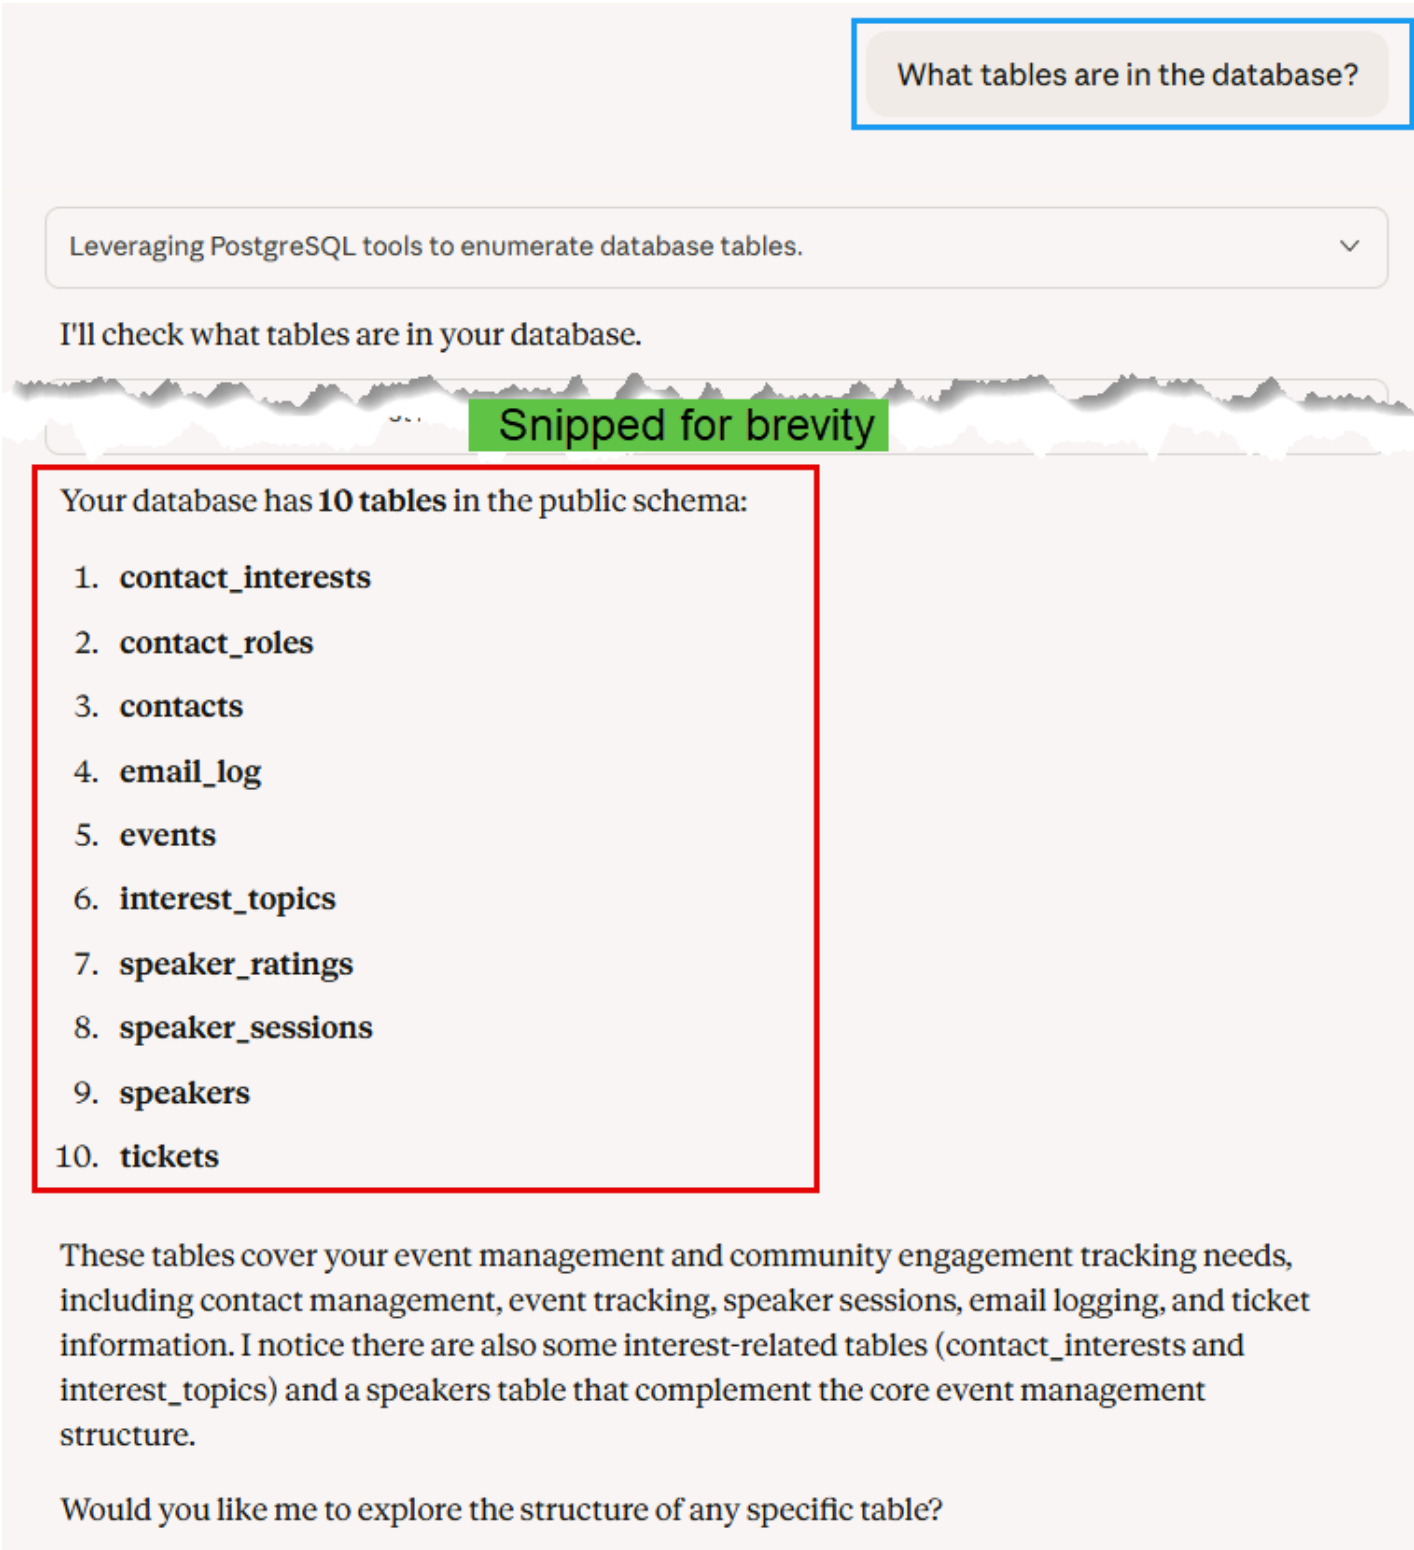 What tables are in the database?
Leveraging PostgreSQL tools to enumerate database tables.
I'll check what tables are in your database.
Snipped for brevity
Your database has 10 tables in the public schema:
1. contact_interests
2. contact_roles
3. contacts
4. email_log
5. events
6. interest_topics
7. speaker_ratings
8. speaker_sessions
9. speakers
10. tickets
These tables cover your event management and community engagement tracking needs,
including contact management, event tracking, speaker sessions, email logging, and ticket
information. I notice there are also some interest-related tables (contact_interests and
interest_topics) and a speakers table that complement the core event management
structure.
Would you like me to explore the structure of any specific table?